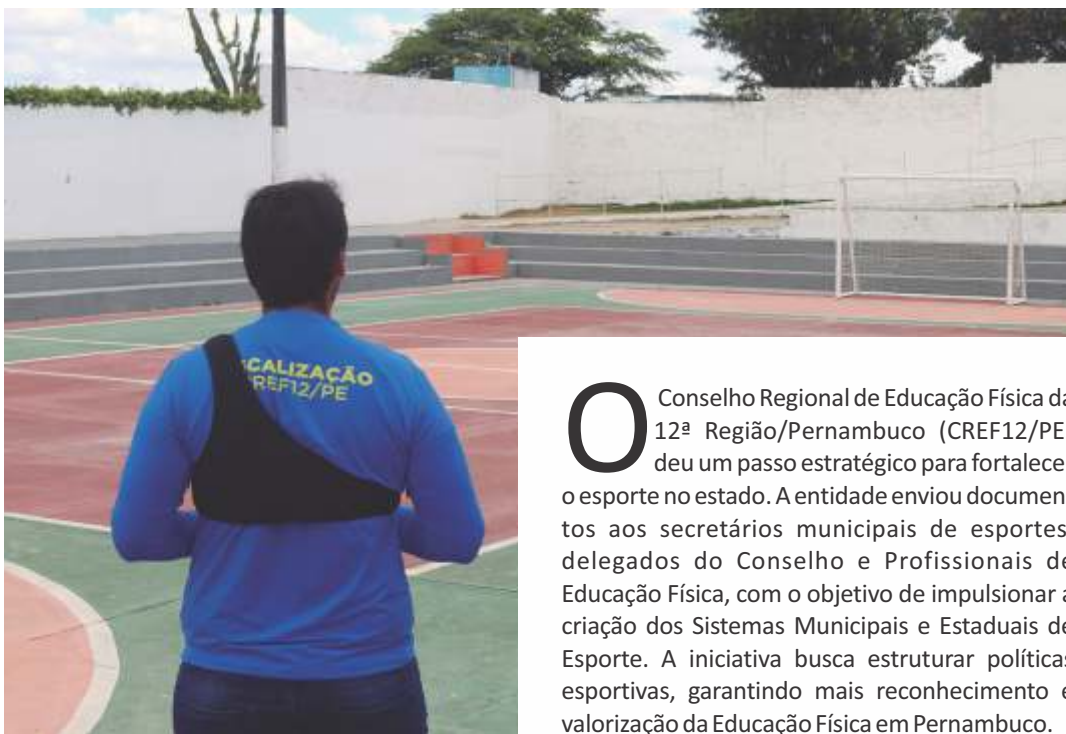 CALIZAÇÃO
CREF12/PE
O Conselho Regional de Educação Física da
12ª Região/Pernambuco (CREF12/PE
deu um passo estratégico para fortalece
o esporte no estado. A entidade enviou documen
tos aos secretários municipais de esportes
delegados do Conselho e Profissionais de
Educação Física, com o objetivo de impulsionar a
criação dos Sistemas Municipais e Estaduais de
Esporte. A iniciativa busca estruturar políticas
esportivas, garantindo mais reconhecimento e
valorização da Educação Física em Pernambuco.